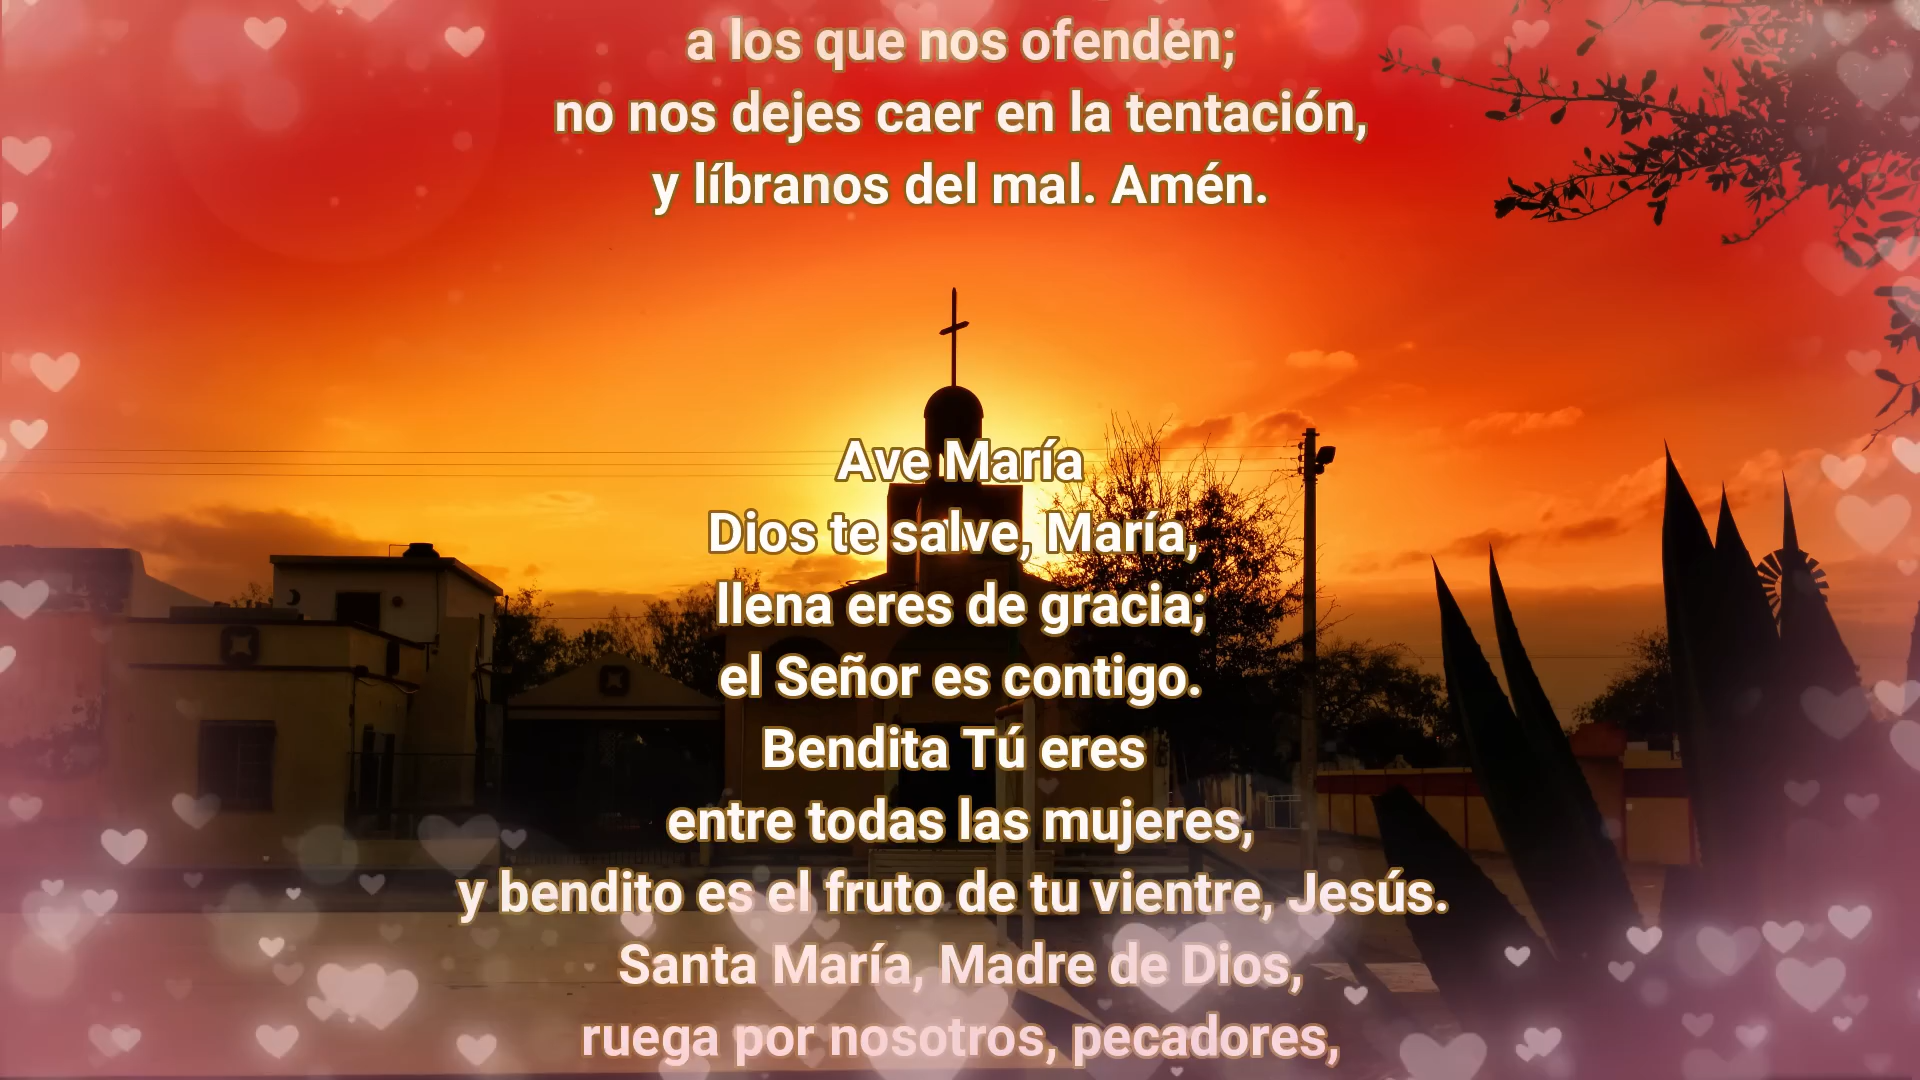 a los que nos ofenden;
no nos dejes caer en la tentación,
y líbranos del mal. Amén.
Ave María
Dios te salve, María,
llena eres de gracia;
el Señor es contigo.
Bendita Tú eres
entre todas las mujeres,
y bendito es el fruto de tu vientre, Jesús.
Santa María, Madre de Dios,
ruega por nosotros, pecadores,